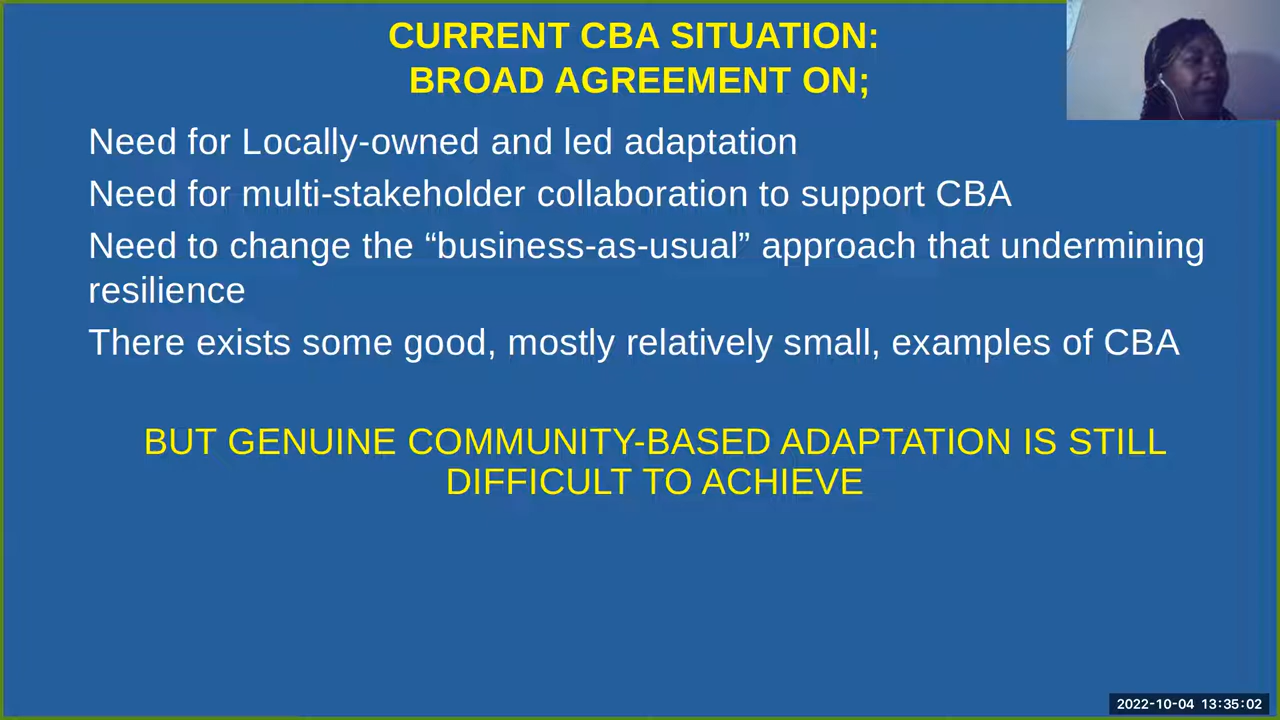 CURRENT CBA SITUATION:
BROAD AGREEMENT ON;
Need for Locally-owned and led adaptation
Need for multi-stakeholder collaboration to support CBA
Need to change the “business-as-usual” approach that undermining
resilience
There exists some good, mostly relatively small, examples of CBA
BUT GENUINE COMMUNITY-BASED ADAPTATION IS STILL
DIFFICULT TO ACHIEVE
2022-10-04 13:35:02